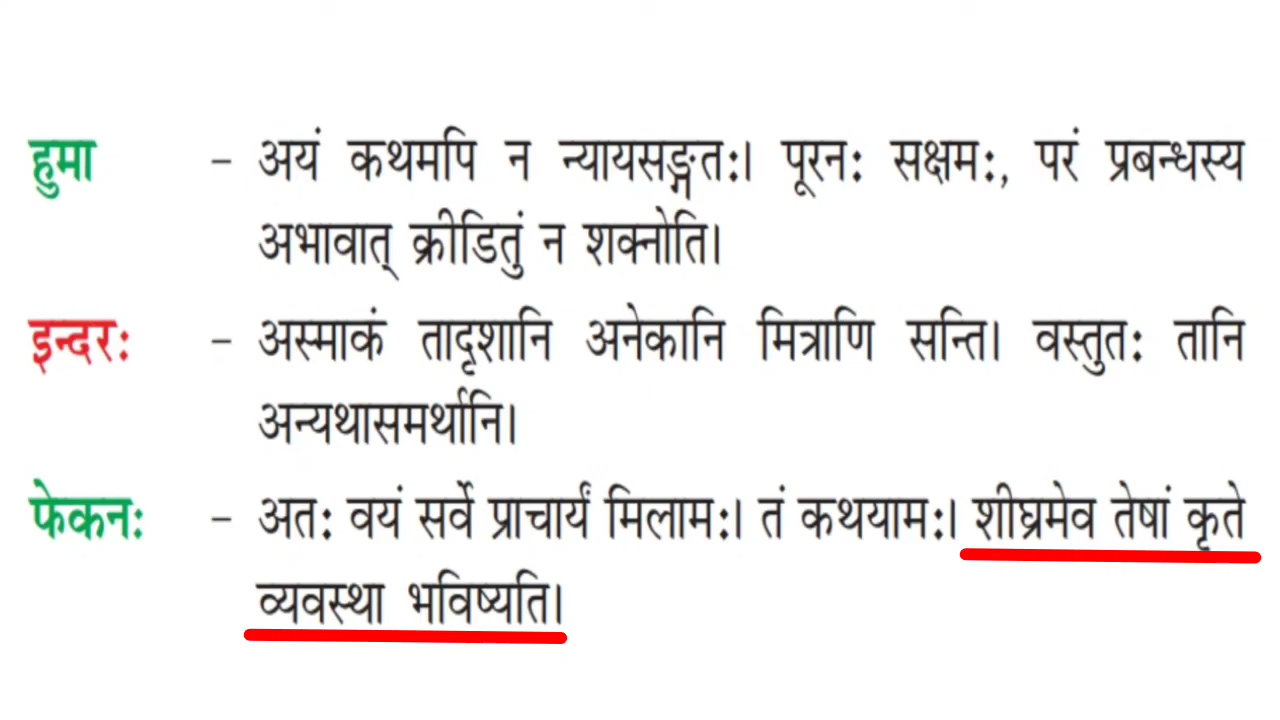 हुमा – अयं कथमपि न न्यायसङ्गतः। पूरनः सक्षमः, परं प्रबन्धस्य
अभावात् क्रीडितुं न शक्नोति।
इन्दरः – अस्माकं तादृशानि अनेकानि मित्राणि सन्ति। वस्तुतः तानि
अन्यथासमर्थानि।
फेकनः – अतः वयं सर्वे प्राचार्यं मिलामः। तं कथयामः। शीघ्रमेव तेषां कृते
व्यवस्था भविष्यति।